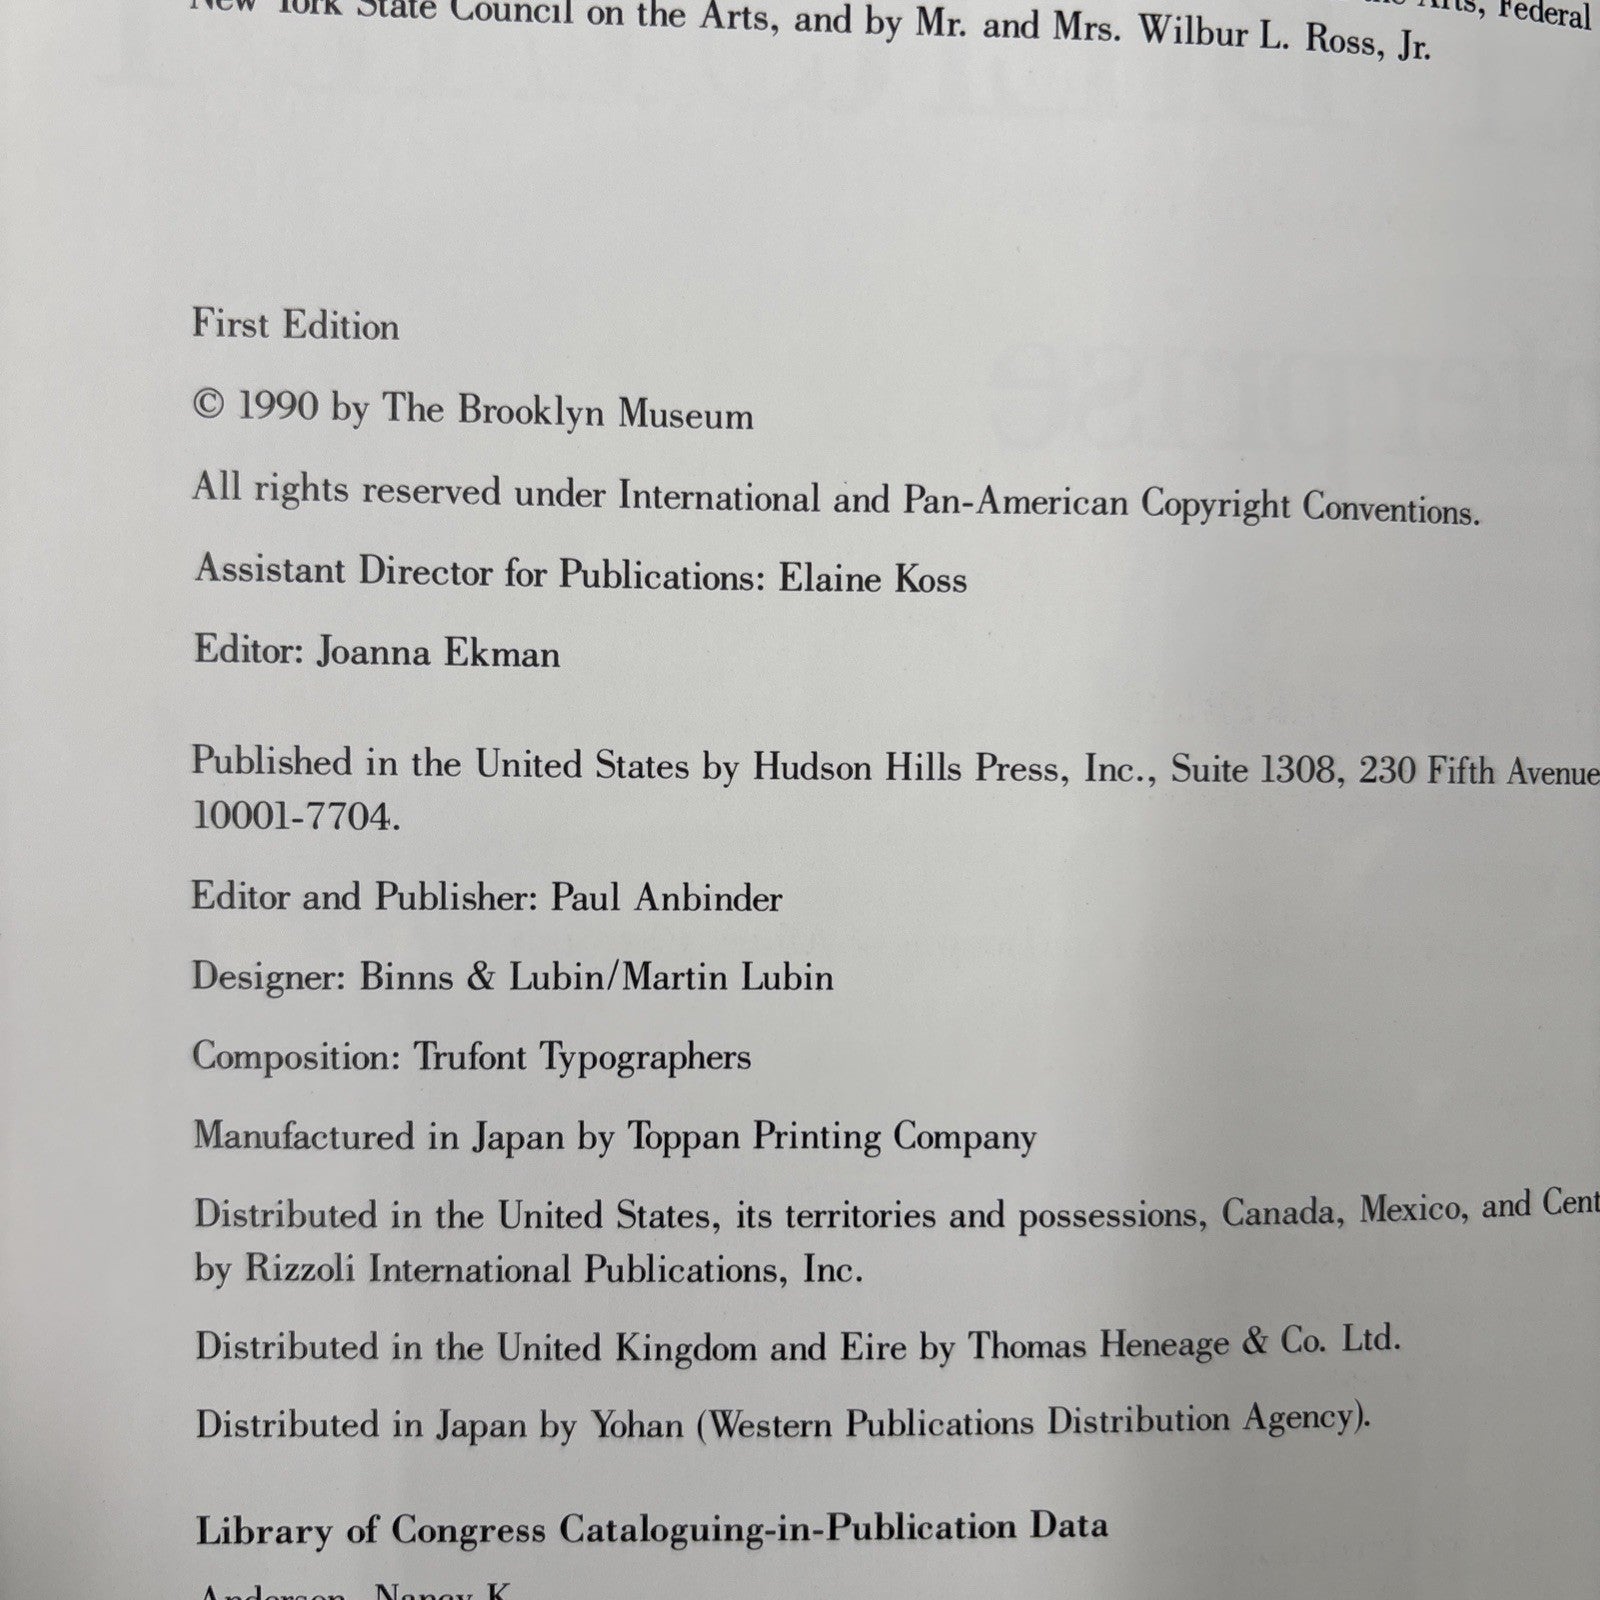 New York State Council on the Arts, and by Mr. and Mrs. Wilbur L. Ross, Jr.
Arts, Federal
First Edition
© 1990 by The Brooklyn Museum
All rights reserved under International and Pan-American Copyright Conventions.
Assistant Director for Publications: Elaine Koss
Editor: Joanna Ekman
Published in the United States by Hudson Hills Press, Inc., Suite 1308, 230 Fifth Avenue
10001-7704.
Editor and Publisher: Paul Anbinder
Designer: Binns & Lubin/Martin Lubin
Composition: Trufont Typographers
Manufactured in Japan by Toppan Printing Company
Distributed in the United States, its territories and possessions, Canada, Mexico, and Cent
by Rizzoli International Publications, Inc.
Distributed in the United Kingdom and Eire by Thomas Heneage & Co. Ltd.
Distributed in Japan by Yohan (Western Publications Distribution Agency).
Library of Congress Cataloguing-in-Publication Data
Anderson, Nancy K.